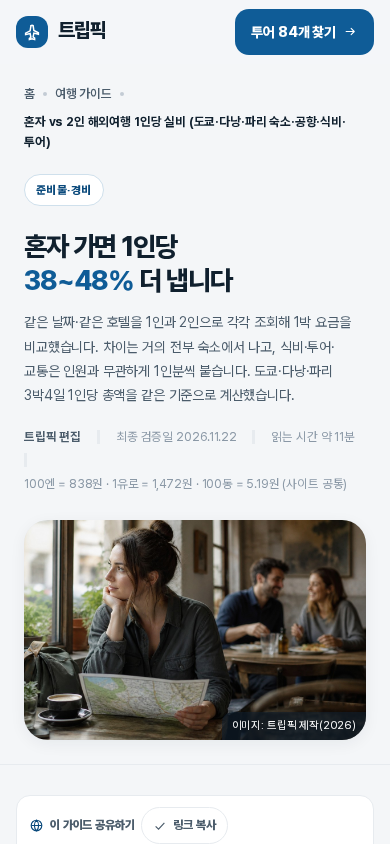 트립픽
투어 84개 찾기 →
홈 • 여행 가이드 •
혼자 vs 2인 해외여행 1인당 실비 (도쿄·다낭·파리 숙소·공항·식비·
투어)
준비물·경비
혼자 가면 1인당
38~48% 더 냅니다
같은 날짜·같은 호텔을 1인과 2인으로 각각 조회해 1박 요금을
비교했습니다. 차이는 거의 전부 숙소에서 나고, 식비·투어·
교통은 인원과 무관하게 1인분씩 붙습니다. 도쿄·다낭·파리
3박4일 1인당 총액을 같은 기준으로 계산했습니다.
트립픽 편집 | 최종 검증일 2026.11.22 | 읽는 시간 약 11분 |
100엔 = 838원 · 1유로 = 1,472원 · 100동 = 5.19원 (사이트 공통)
이미지: 트립픽 제작(2026)
이 가이드 공유하기 링크 복사